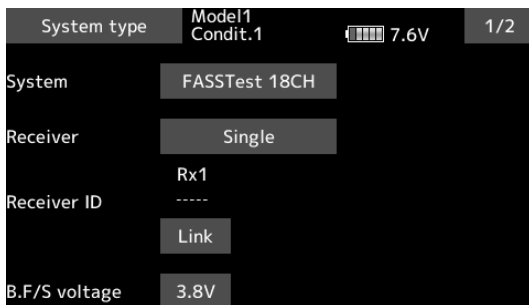 System type
Model1
Condit.1
7.6V
1/2
System
FASSTest 18CH
Receiver
Single
Receiver ID
Rx1
-----
Link
B.F/S voltage
3.8V